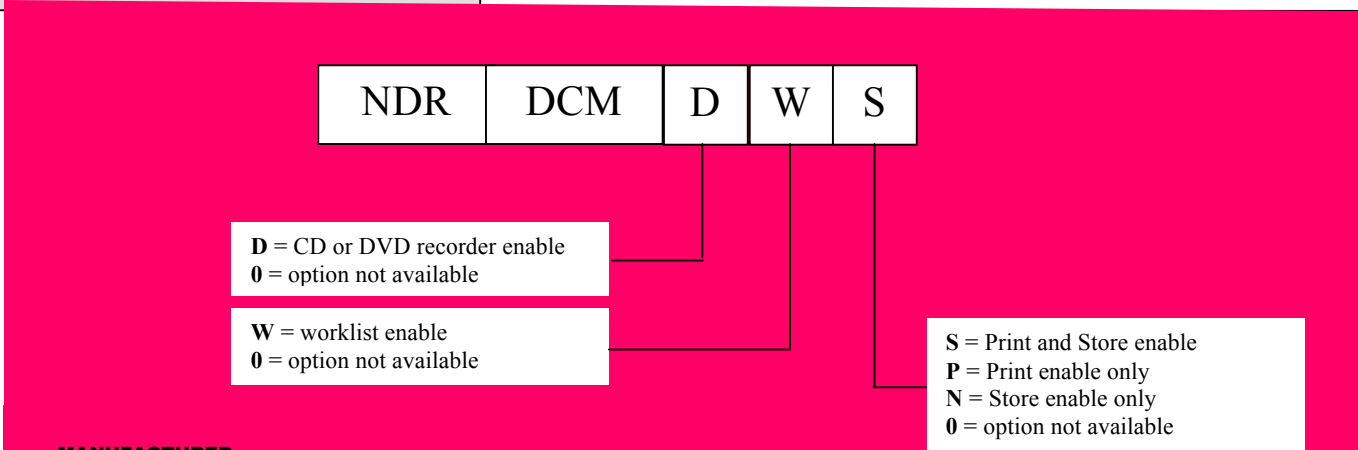 NDR DCM D W S
D = CD or DVD recorder enable
0 = option not available
W = worklist enable
0 = option not available
S = Print and Store enable
P = Print enable only
N = Store enable only
0 = option not available